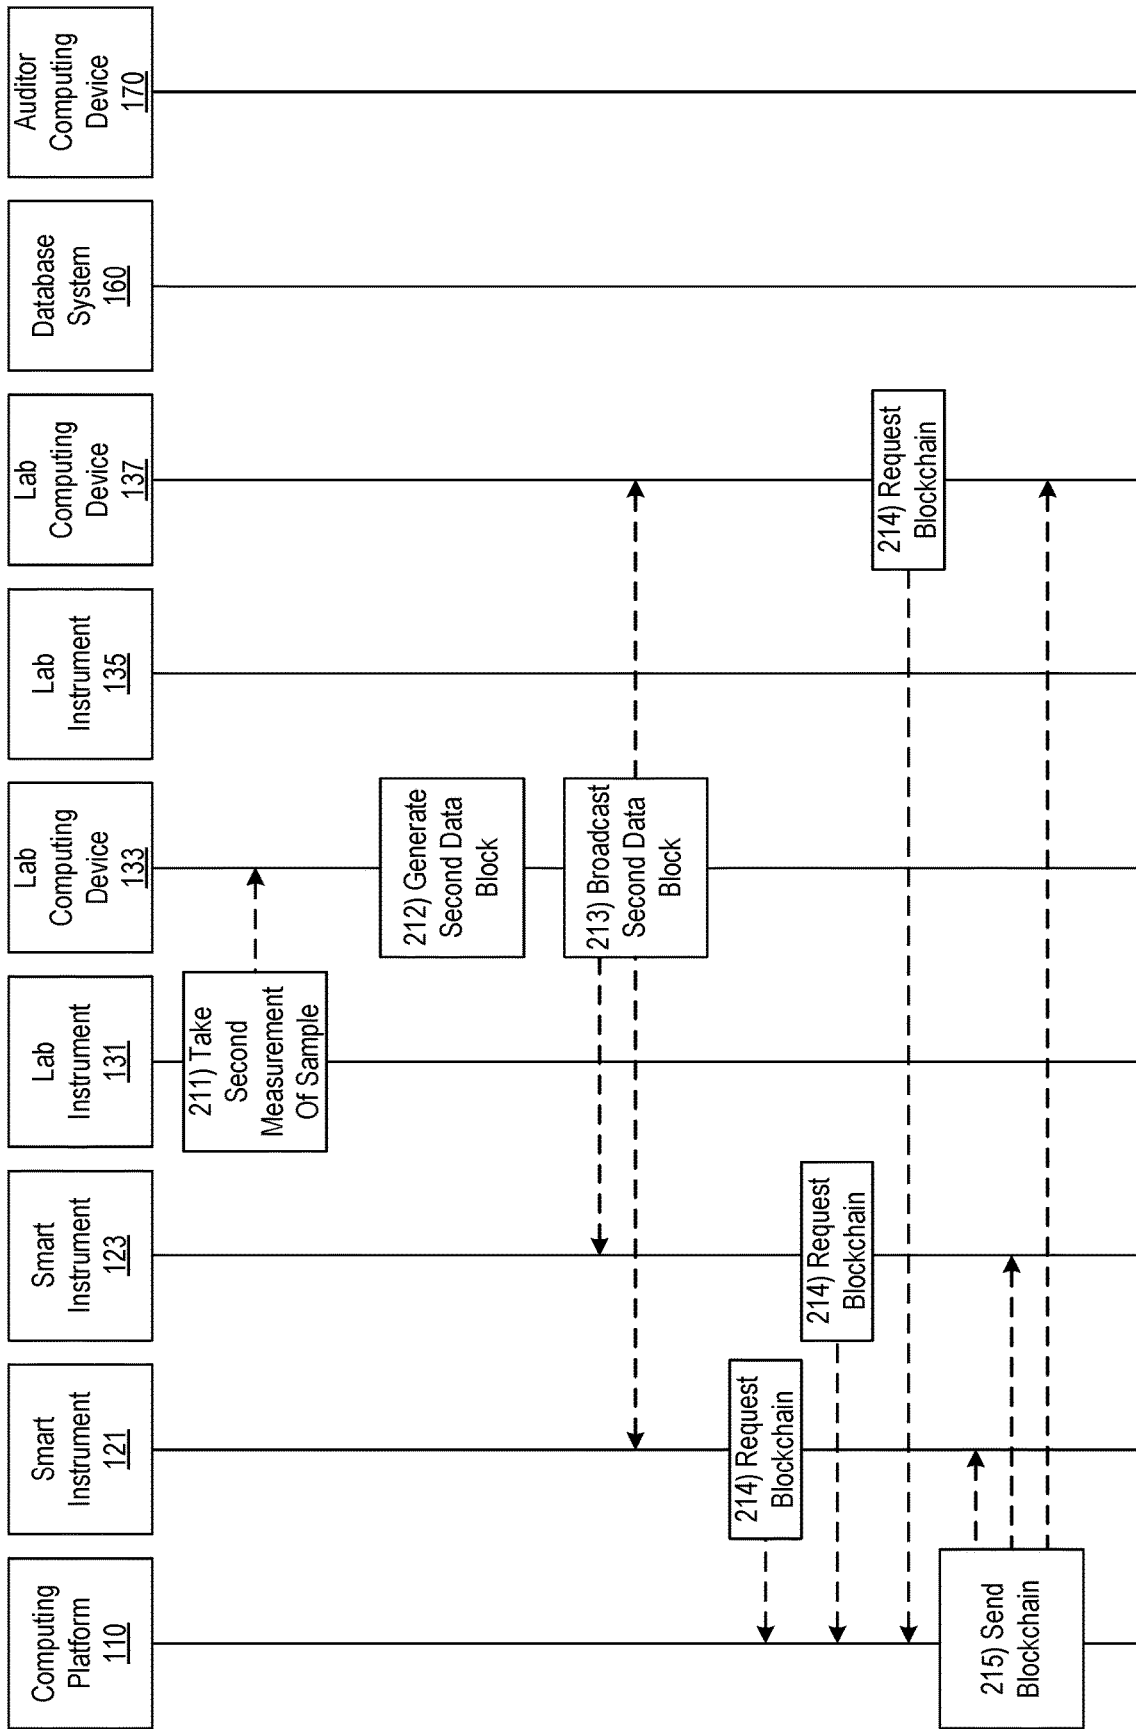 Computing
Platform
110
Smart
Instrument
121
Smart
Instrument
123
Lab
Instrument
131
Lab
Computing
Device
133
Lab
Instrument
135
Lab
Computing
Device
137
Database
System
160
Auditor
Computing
Device
170
211) Take
Second
Measurement
Of Sample
212) Generate
Second Data
Block
213) Broadcast
Second Data
Block
214) Request
Blockchain
214) Request
Blockchain
214) Request
Blockchain
215) Send
Blockchain